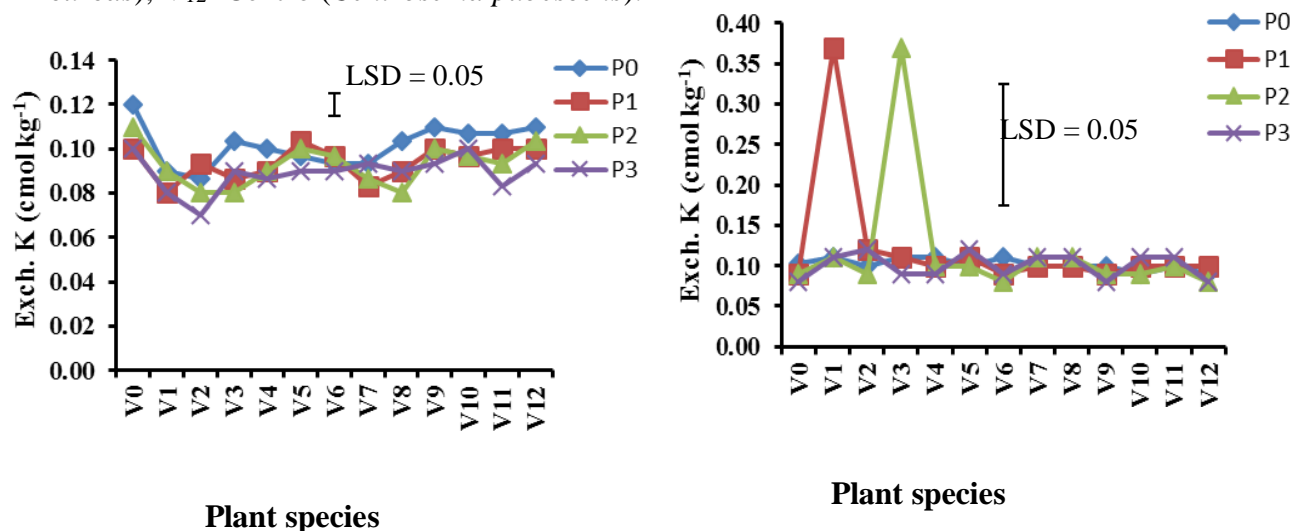 0.14
0.12
0.10
0.08
0.06
0.04
0.02
0.00
Exch. K (cmol kg⁻¹)
LSD = 0.05
P0
P1
P2
P3
V0 V1 V2 V3 V4 V5 V6 V7 V8 V9 V10 V11 V12
Plant species
0.40
0.35
0.30
0.25
0.20
0.15
0.10
0.05
0.00
Exch. K (cmol kg⁻¹)
LSD = 0.05
P0
P1
P2
P3
V0 V1 V2 V3 V4 V5 V6 V7 V8 V9 V10 V11 V12
Plant species